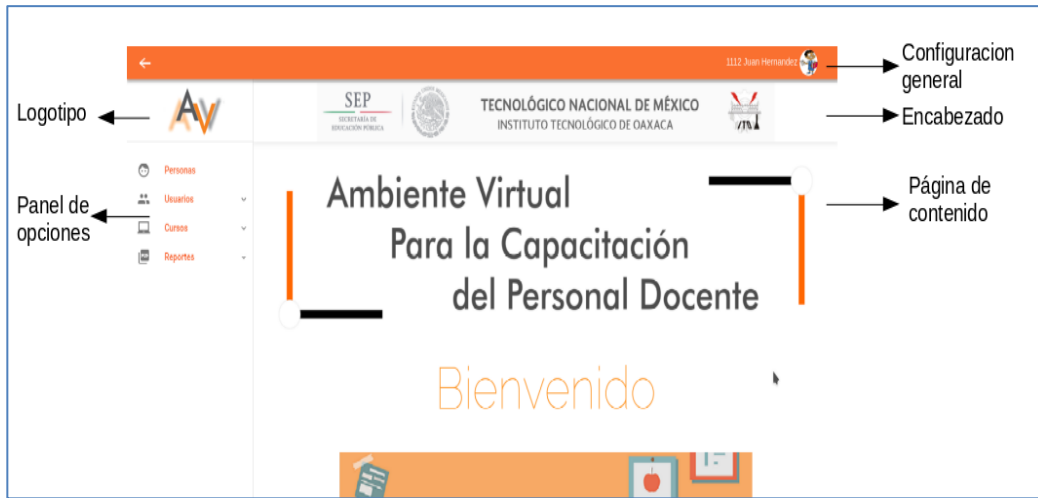 1112 Juan Hernandez
Configuracion
general
Logotipo
AV
SEP
SECRETARÍA DE
EDUCACIÓN PÚBLICA
TECNOLÓGICO NACIONAL DE MÉXICO
INSTITUTO TECNOLÓGICO DE OAXACA
Encabezado
Personas
Usuarios
Cursos
Reportes
Panel de
opciones
Ambiente Virtual
Para la Capacitación
del Personal Docente
Página de
contenido
Bienvenido